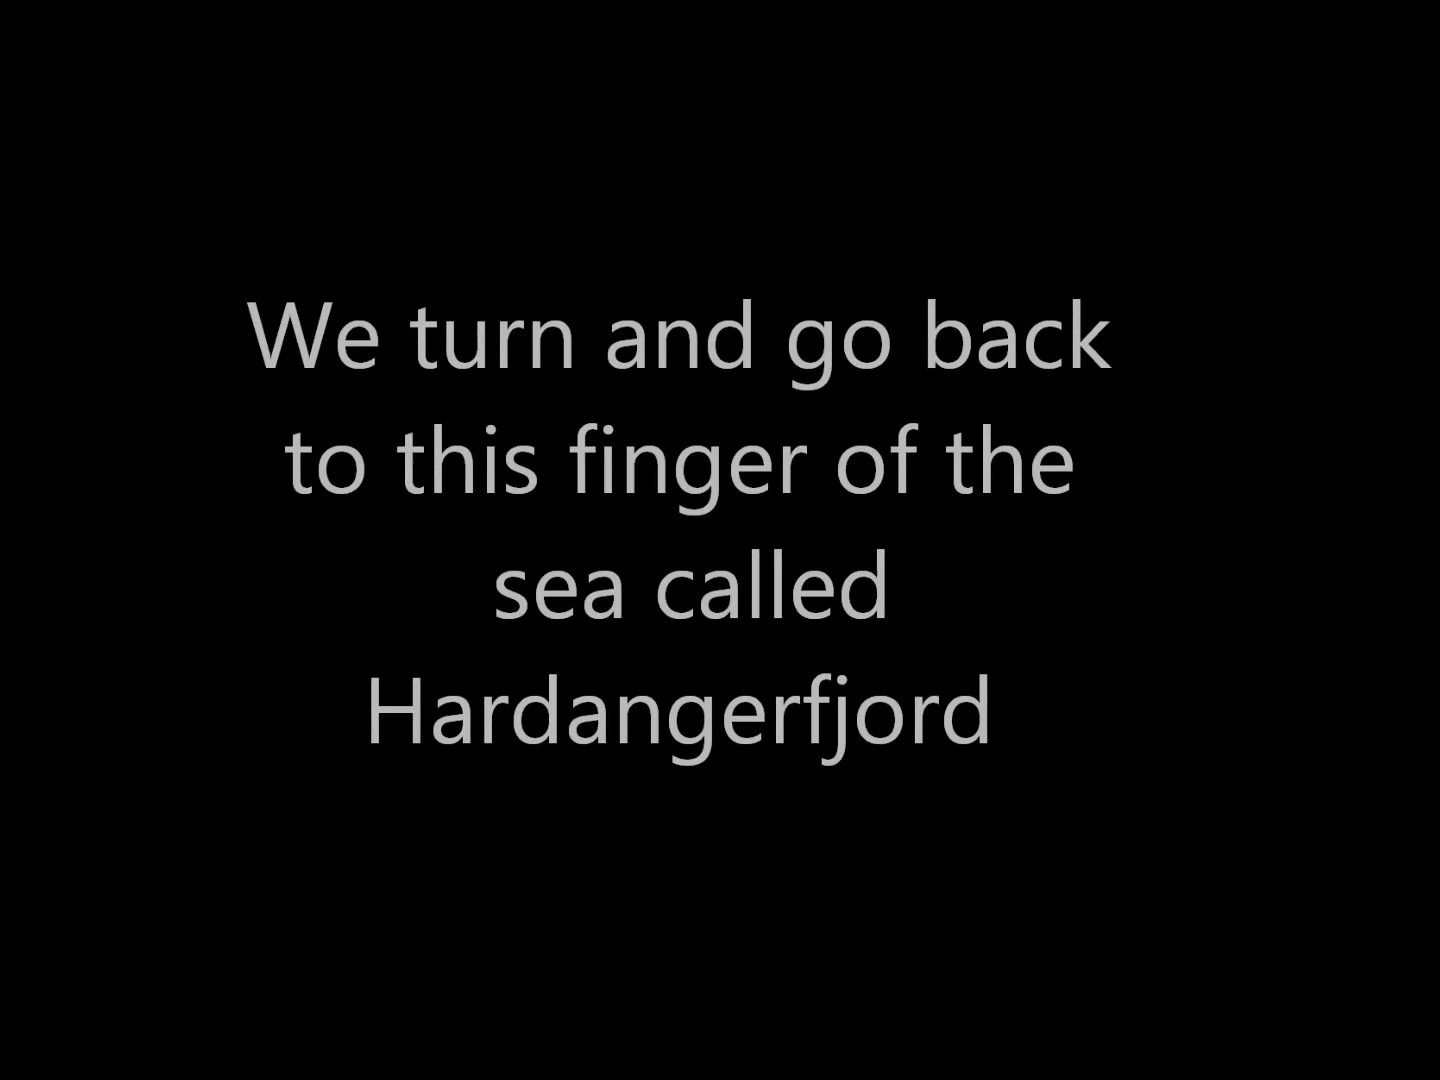 We turn and go back
to this finger of the
sea called
Hardangerfjord